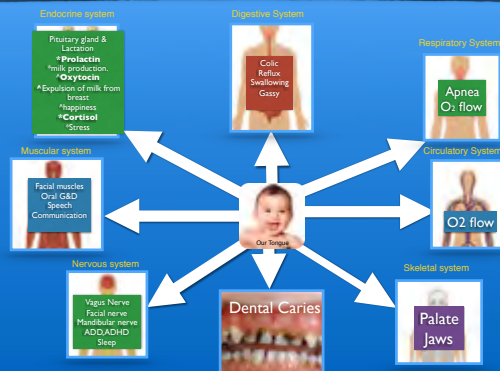 Endocrine system
Pituitary gland &
Lactation
*Prolactin
*milk production.
^Oxytocin
^Expulsion of milk from
breast
^happiness
*Cortisol
*Stress
Digestive System
Colic
Reflux
Swallowing
Gassy
Respiratory System
Apnea
O2 flow
Muscular system
Facial muscles
Oral G&D
Speech
Communication
Our Tongue
Circulatory System
O2 flow
Nervous system
Vagus Nerve
Facial nerve
Mandibular nerve
ADD,ADHD
Sleep
Dental Caries
Skeletal system
Palate
Jaws